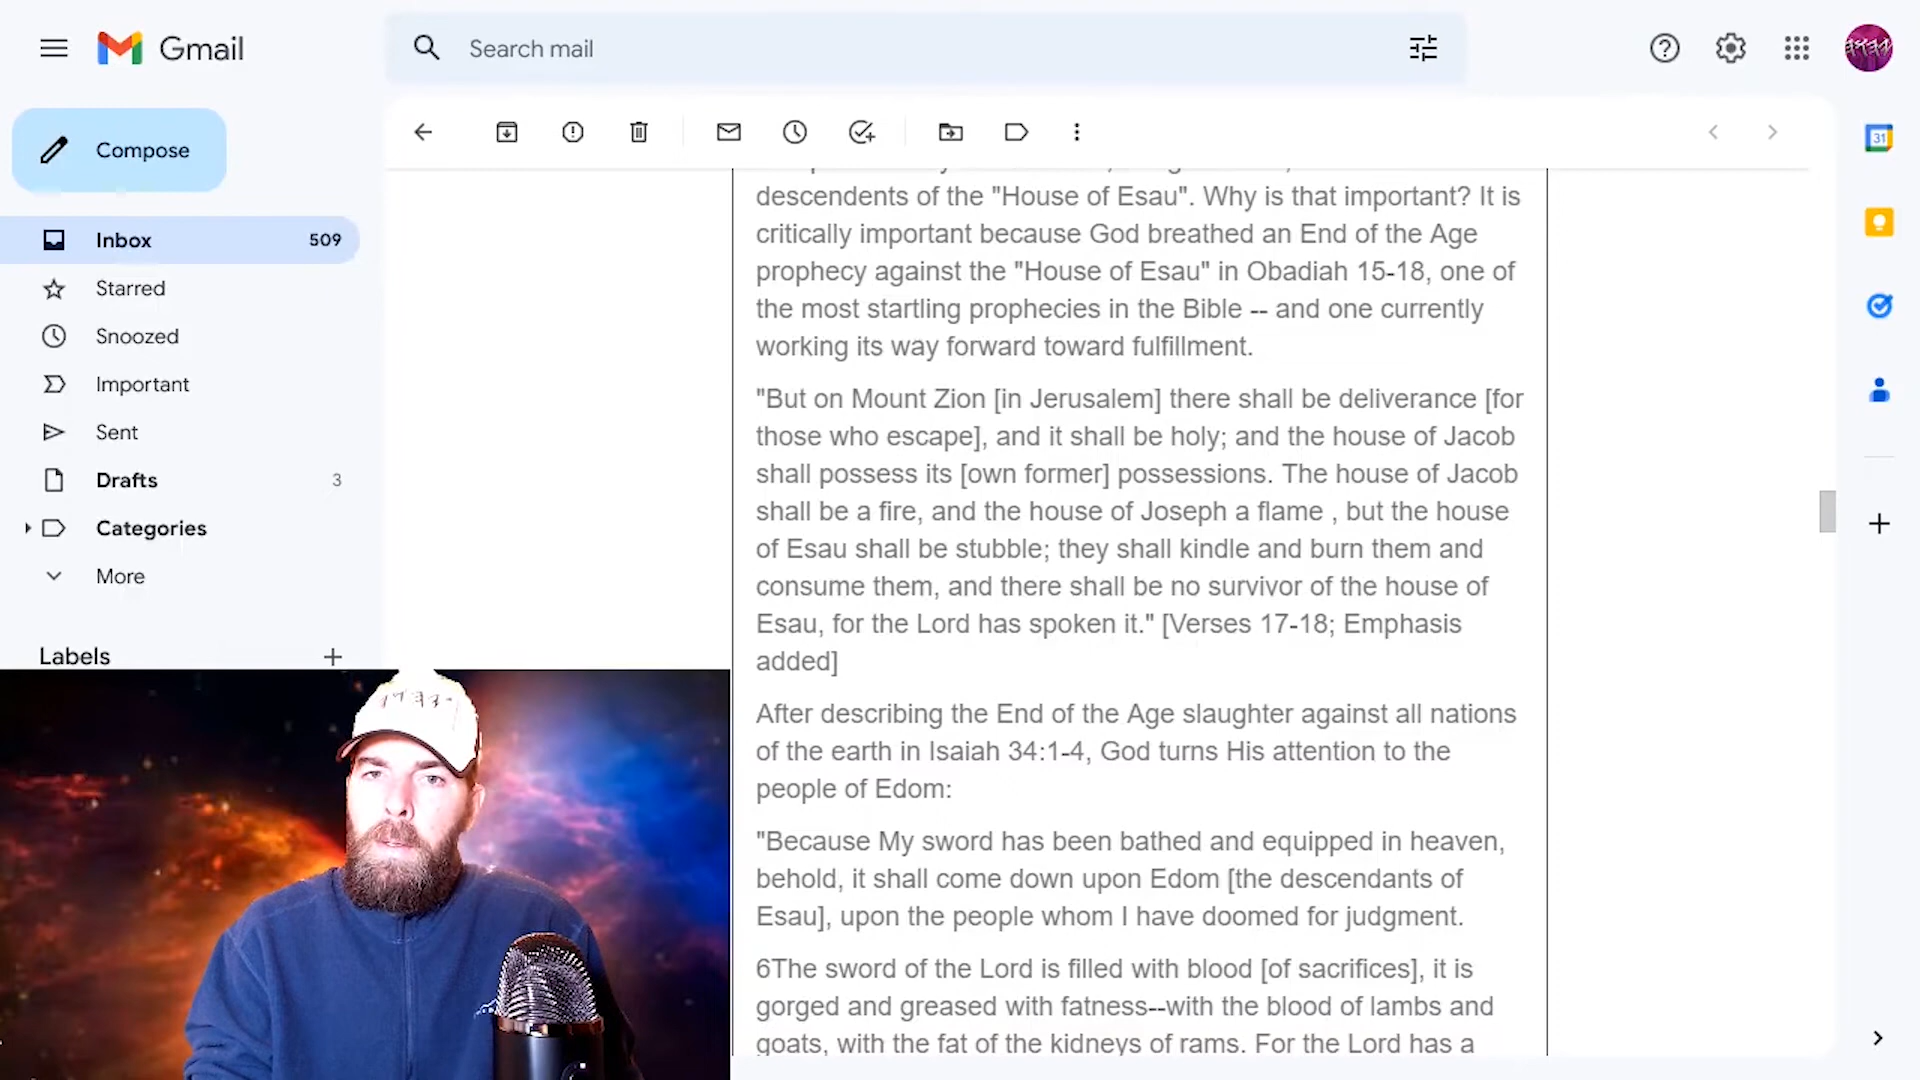 Gmail
Search mail
Compose
Inbox 509
Starred
Snoozed
Important
Sent
Drafts 3
Categories
More
Labels
31
descendents of the "House of Esau". Why is that important? It is
critically important because God breathed an End of the Age
prophecy against the "House of Esau" in Obadiah 15-18, one of
the most startling prophecies in the Bible -- and one currently
working its way forward toward fulfillment.
"But on Mount Zion [in Jerusalem] there shall be deliverance [for
those who escape], and it shall be holy; and the house of Jacob
shall possess its [own former] possessions. The house of Jacob
shall be a fire, and the house of Joseph a flame , but the house
of Esau shall be stubble; they shall kindle and burn them and
consume them, and there shall be no survivor of the house of
Esau, for the Lord has spoken it." [Verses 17-18; Emphasis
added]
After describing the End of the Age slaughter against all nations
of the earth in Isaiah 34:1-4, God turns His attention to the
people of Edom:
"Because My sword has been bathed and equipped in heaven,
behold, it shall come down upon Edom [the descendants of
Esau], upon the people whom I have doomed for judgment.
6The sword of the Lord is filled with blood [of sacrifices], it is
gorged and greased with fatness--with the blood of lambs and
goats, with the fat of the kidneys of rams. For the Lord has a